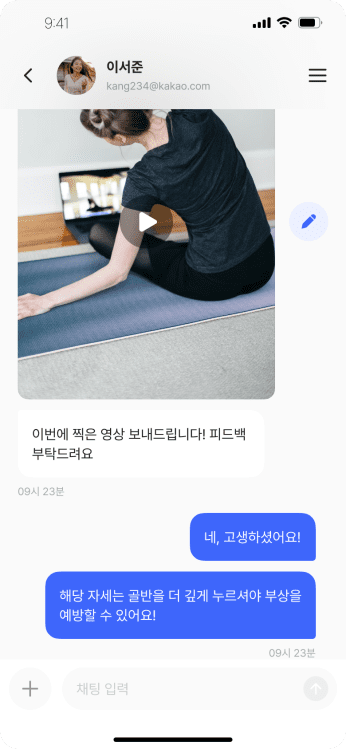 9:41
이서준
kang234@kakao.com
이번에 찍은 영상 보내드립니다! 피드백
부탁드려요
09시 23분
네, 고생하셨어요!
해당 자세는 골반을 더 깊게 누르셔야 부상을
예방할 수 있어요!
09시 23분
채팅 입력